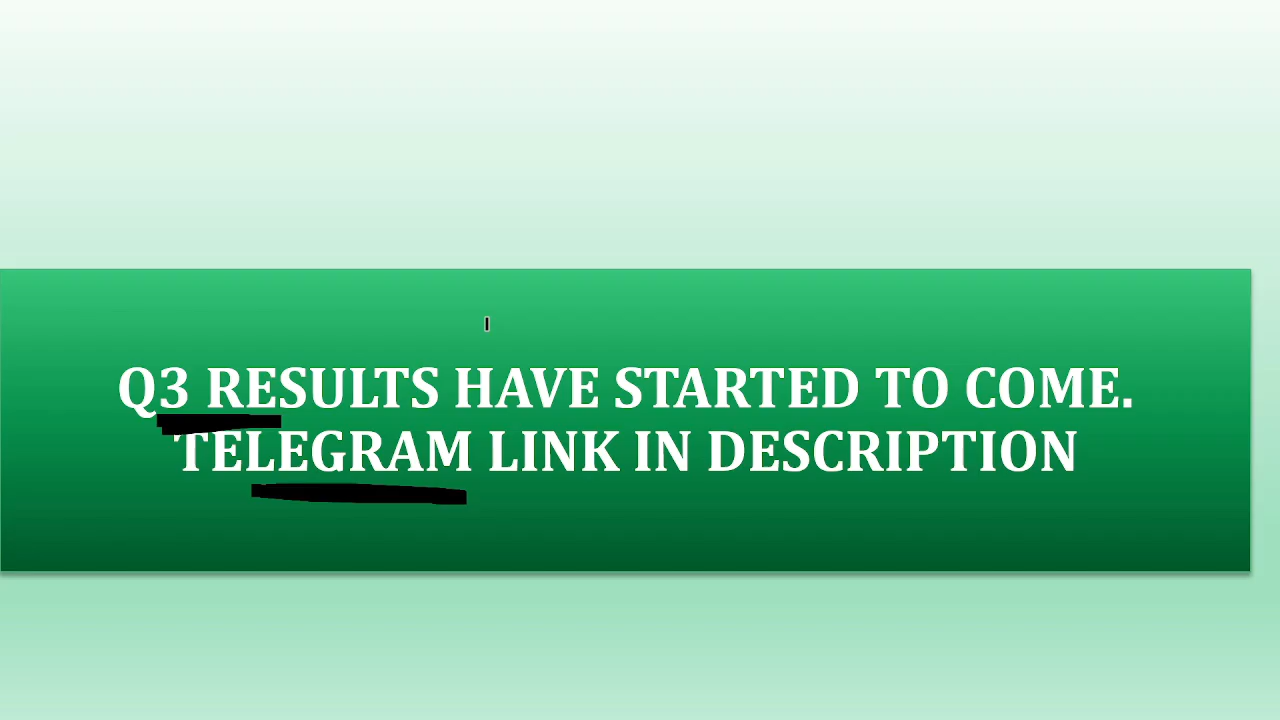 Q3 RESULTS HAVE STARTED TO COME.
TELEGRAM LINK IN DESCRIPTION